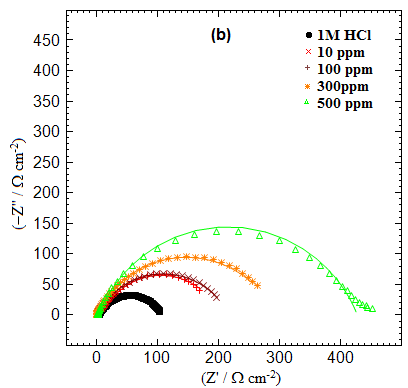 (b)
1M HCl
10 ppm
100 ppm
300ppm
500 ppm
(−Z'' / Ω cm-2)
450
400
350
300
250
200
150
100
50
0
0 100 200 300 400
(Z' / Ω cm-2)